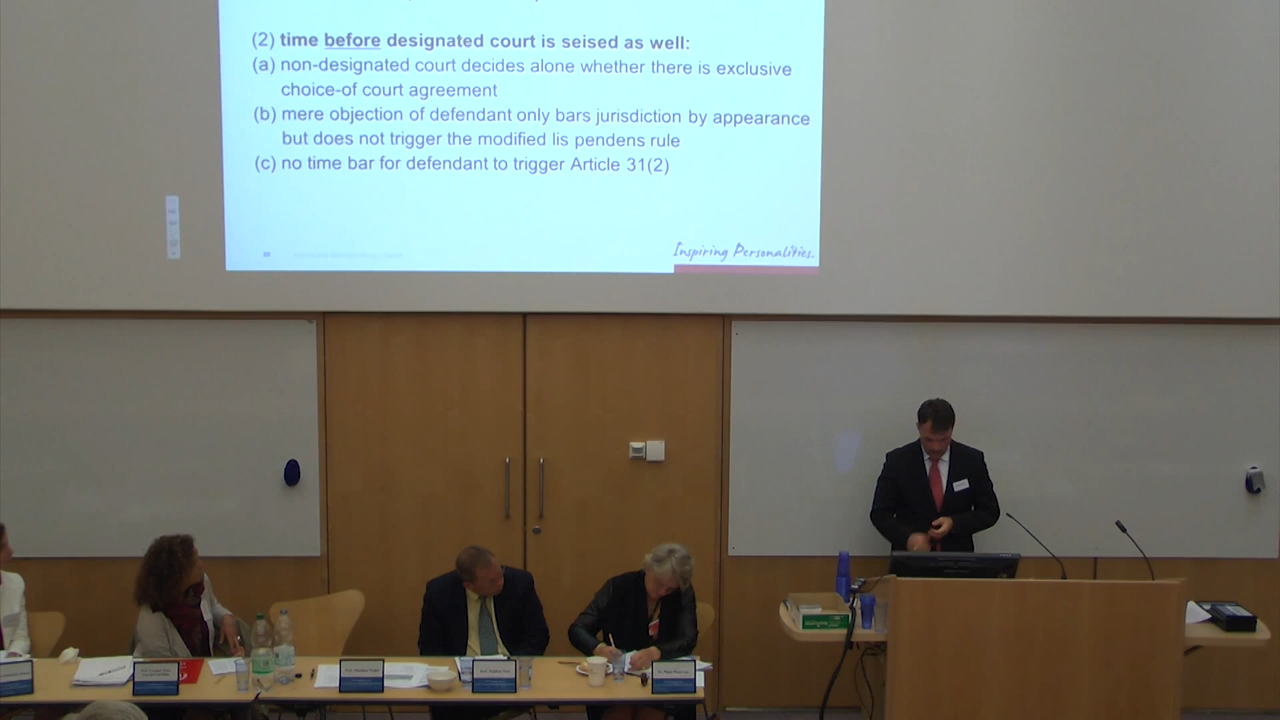 (2) time before designated court is seised as well:
(a) non-designated court decides alone whether there is exclusive
choice-of court agreement
(b) mere objection of defendant only bars jurisdiction by appearance
but does not trigger the modified lis pendens rule
(c) no time bar for defendant to trigger Article 31(2)
Inspiring Personalities.